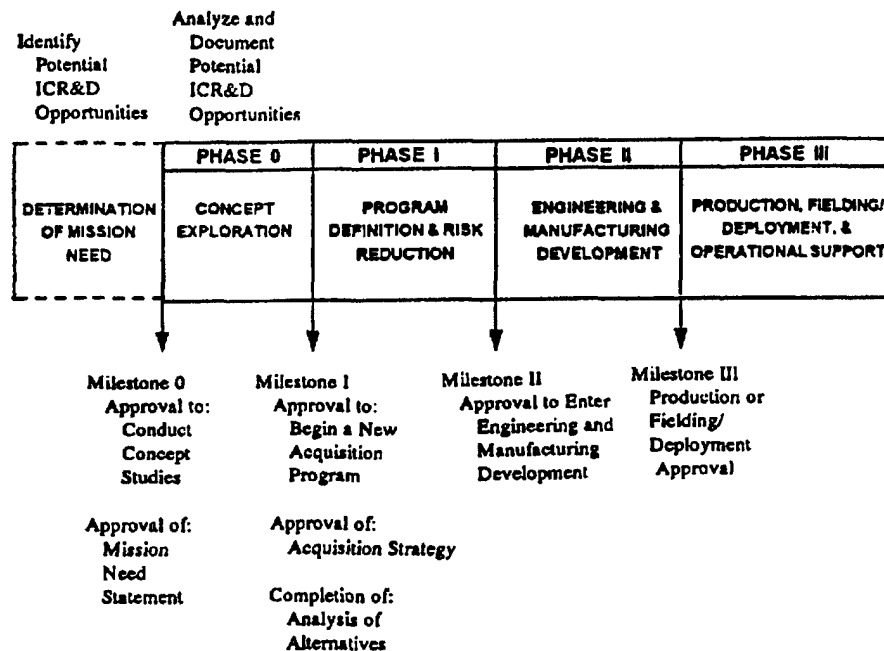 Identify
Potential
ICR&D
Opportunities
Analyze and
Document
Potential
ICR&D
Opportunities
PHASE 0
PHASE I
PHASE II
PHASE III
DETERMINATION
OF MISSION
NEED
CONCEPT
EXPLORATION
PROGRAM
DEFINITION & RISK
REDUCTION
ENGINEERING &
MANUFACTURING
DEVELOPMENT
PRODUCTION, FIELDING/
DEPLOYMENT, &
OPERATIONAL SUPPORT
Milestone 0
Approval to:
Conduct
Concept
Studies
Approval of:
Mission
Need
Statement
Milestone I
Approval to:
Begin a New
Acquisition
Program
Approval of:
Acquisition Strategy
Completion of:
Analysis of
Alternatives
Milestone II
Approval to Enter
Engineering and
Manufacturing
Development
Milestone III
Production or
Fielding/
Deployment
Approval